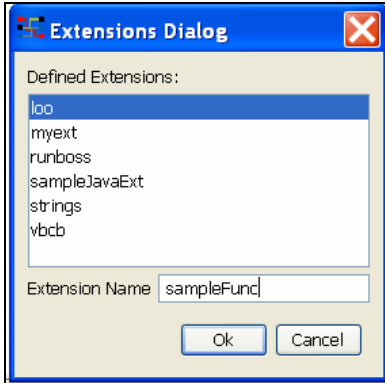 Extensions Dialog
Defined Extensions:
loo
myext
runboss
sampleJavaExt
strings
vbcb
Extension Name sampleFunc
Ok Cancel